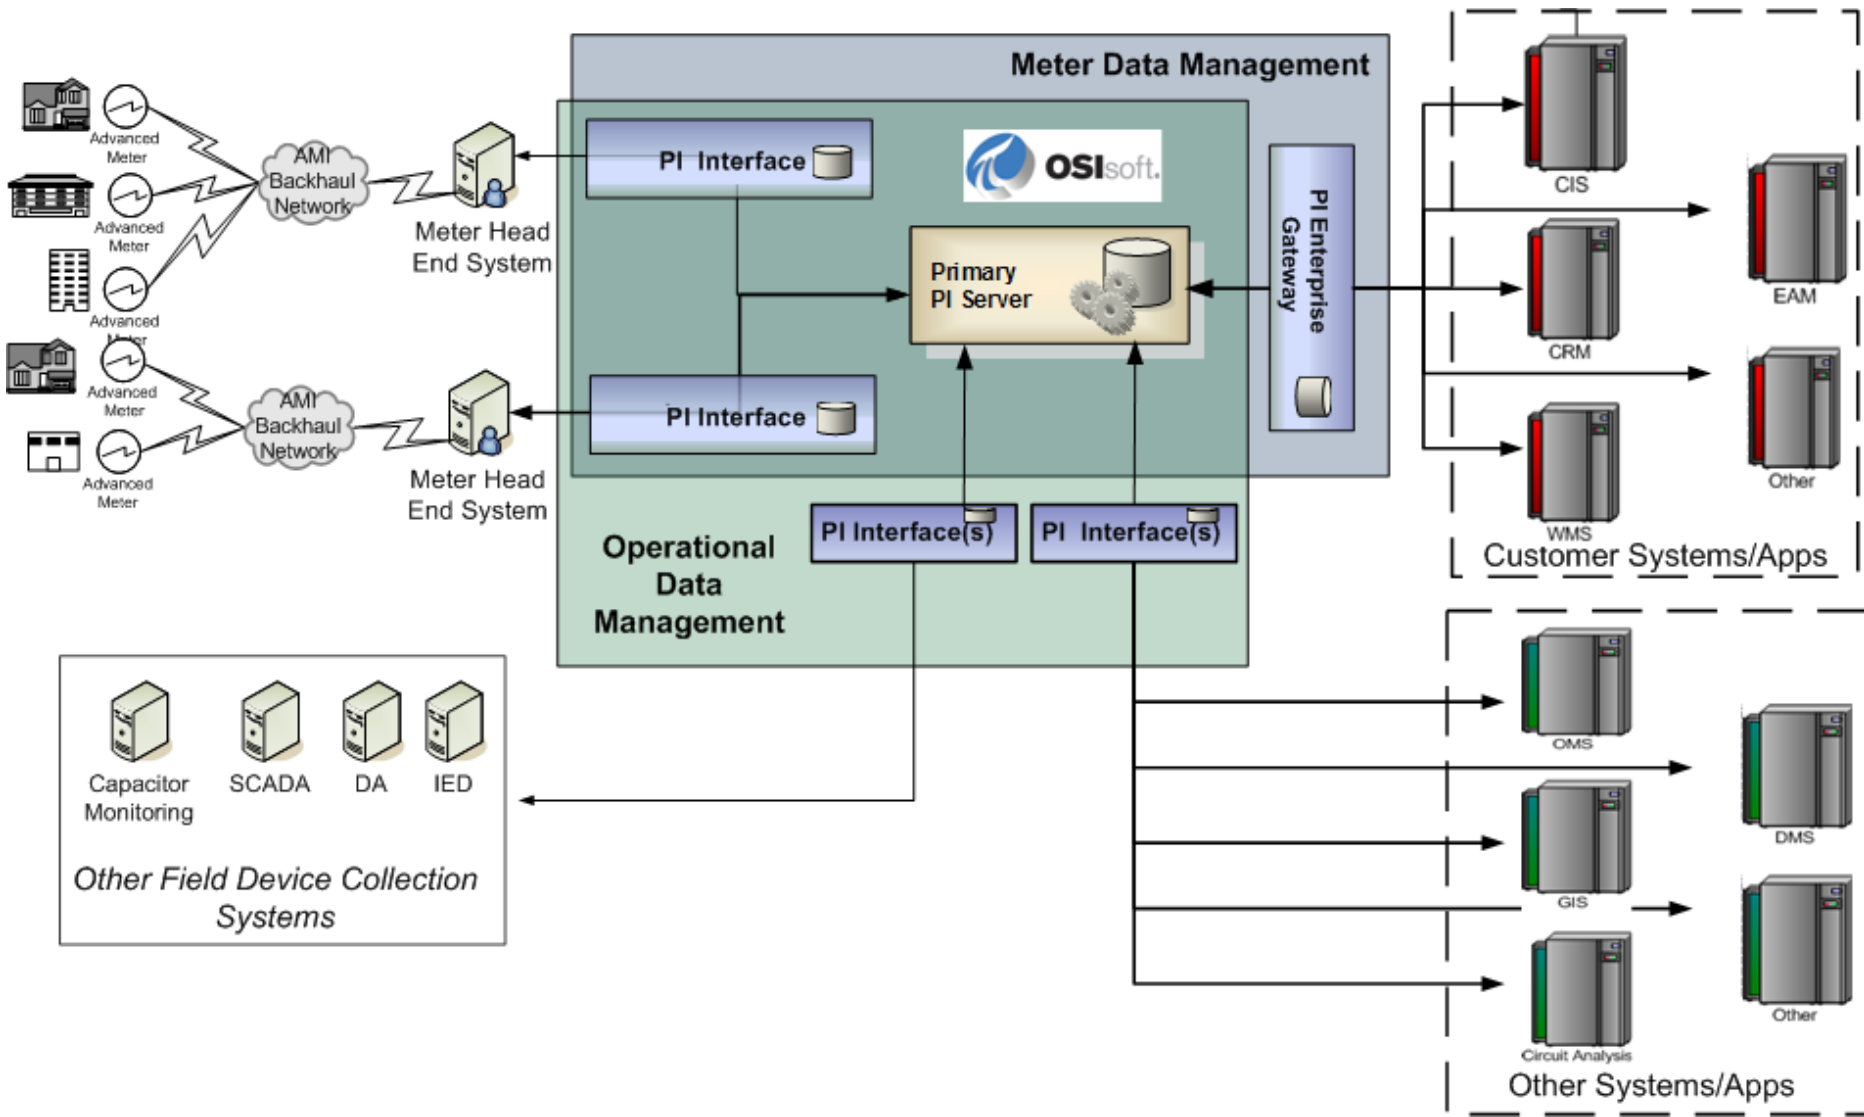 Meter Data Management
Advanced
Meter
Advanced
Meter
Advanced
Meter
AMI
Backhaul
Network
Meter Head
End System
PI Interface
OSIsoft.
Primary
PI Server
PI Enterprise
Gateway
Advanced
Meter
Advanced
Meter
AMI
Backhaul
Network
Meter Head
End System
PI Interface
PI Interface(s)
PI Interface(s)
Operational
Data
Management
CIS
EAM
CRM
Other
WMS
Customer Systems/Apps
Capacitor
Monitoring
SCADA
DA
IED
Other Field Device Collection
Systems
OMS
DMS
GIS
Other
Circuit Analysis
Other Systems/Apps